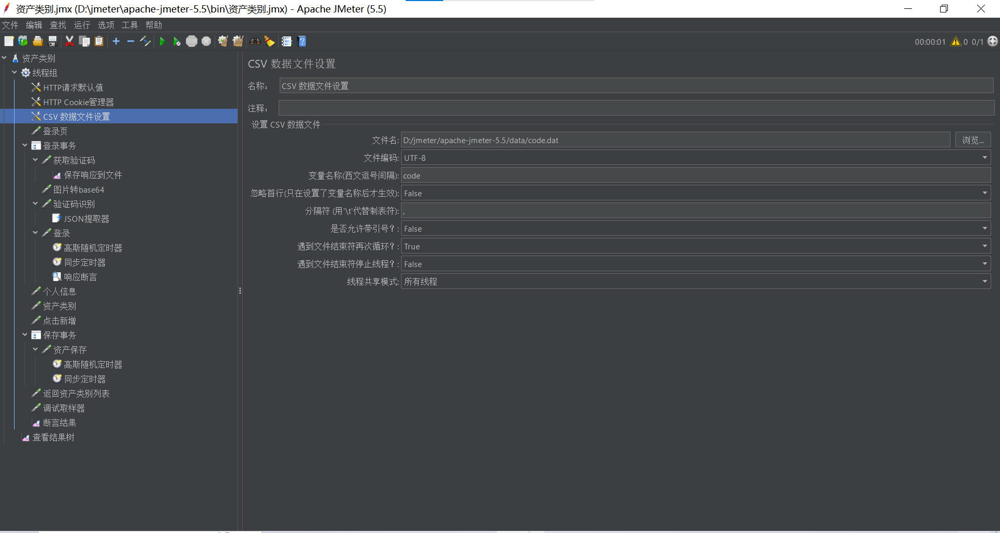 资产类别.jmx (D:\jmeter\apache-jmeter-5.5\bin\资产类别.jmx) - Apache JMeter (5.5)
文件 编辑 查找 运行 选项 工具 帮助
00:00:01 0 0/1
资产类别
线程组
HTTP请求默认值
HTTP Cookie管理器
CSV 数据文件设置
登录页
登录事务
获取验证码
保存响应到文件
图片转base64
验证码识别
JSON提取器
登录
高斯随机定时器
同步定时器
响应断言
个人信息
资产类别
点击新增
保存事务
资产保存
高斯随机定时器
同步定时器
返回资产类别列表
调试取样器
断言结果
查看结果树
CSV 数据文件设置
名称： CSV 数据文件设置
注释：
设置 CSV 数据文件
文件名: D:/jmeter/apache-jmeter-5.5/data/code.dat 浏览...
文件编码: UTF-8
变量名称(西文逗号间隔): code
忽略首行(只在设置了变量名称后才生效): False
分隔符 (用'\t'代替制表符): ,
是否允许带引号？: False
遇到文件结束符再次循环？: True
遇到文件结束符停止线程？: False
线程共享模式: 所有线程